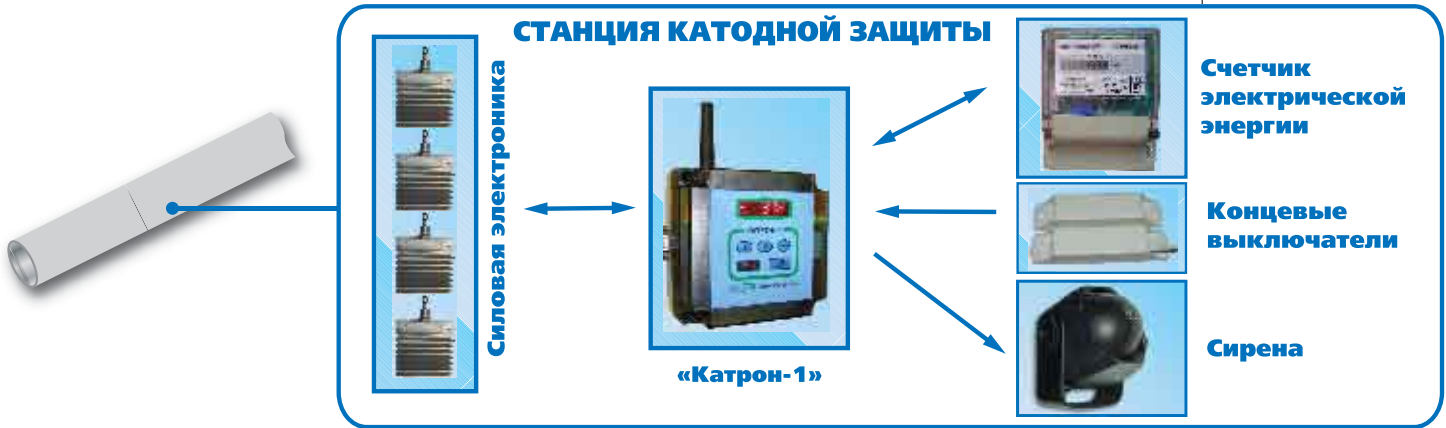 СТАНЦИЯ КАТОДНОЙ ЗАЩИТЫ
Силовая электроника
«Катрон-1»
Счетчик
электрической
энергии
Концевые
выключатели
Сирена